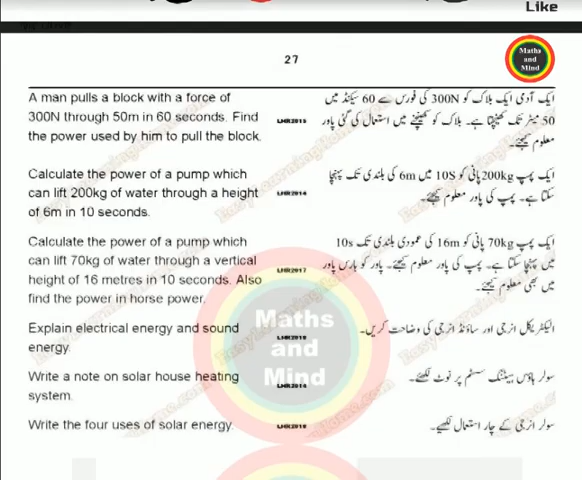 Like
27
Maths
and
Mind
A man pulls a block with a force of
300N through 50m in 60 seconds. Find
the power used by him to pull the block.
ایک آدمی ایک بلاک کو 300N کی فورس سے 60 سیکنڈ میں
50 میٹر تک کھینچتا ہے۔ بلاک کو کھینچنے میں استعمال کی گئی پاور
معلوم کیجئے۔
Calculate the power of a pump which
can lift 200kg of water through a height
of 6m in 10 seconds.
LHR2014
ایک پمپ 200kg پانی کو 10S میں 6m کی بلندی تک پہنچا
سکتا ہے۔ پمپ کی پاور معلوم کیجئے۔
Calculate the power of a pump which
can lift 70kg of water through a vertical
height of 16 metres in 10 seconds. Also
find the power in horse power.
LHR2017
ایک پمپ 70kg پانی کو 16m کی عمودی بلندی تک 10s
میں پہنچا سکتا ہے۔ پمپ کی پاور معلوم کیجئے۔ پاور کو ہارس پاور
میں بھی معلوم کیجئے۔
Explain electrical energy and sound
energy.
الیکٹریکل انرجی اور ساؤنڈ انرجی کی وضاحت کریں۔
Write a note on solar house heating
system.
سولر ہاؤس ہیٹنگ سسٹم پر نوٹ لکھئے۔
Write the four uses of solar energy.
سولر انرجی کے چار استعمال لکھیے۔
Maths
and
Mind